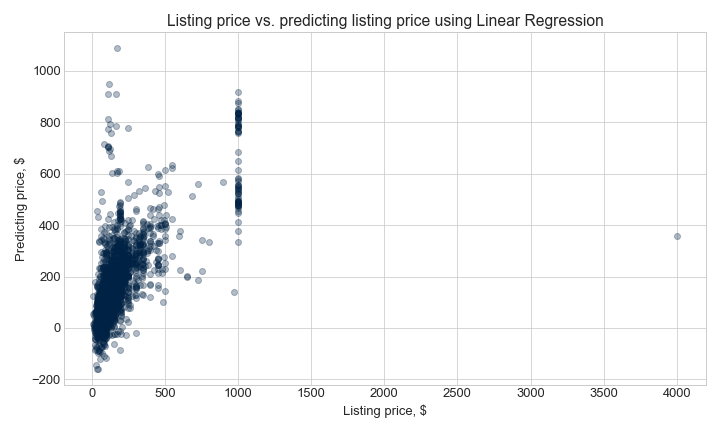 Listing price vs. predicting listing price using Linear Regression
1000
800
600
400
200
0
−200
Predicting price, $
0 500 1000 1500 2000 2500 3000 3500 4000
Listing price, $